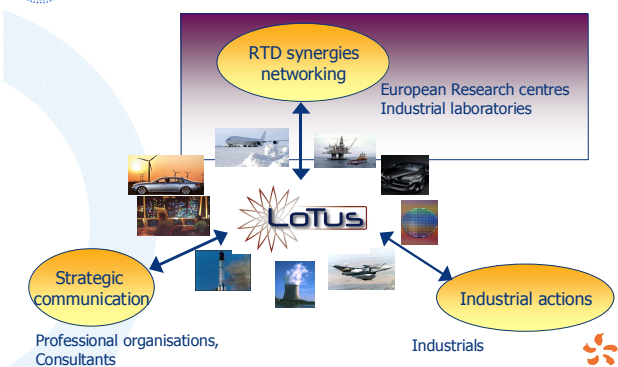 RTD synergies
networking
European Research centres
Industrial laboratories
LoTus
Strategic
communication
Industrial actions
Professional organisations,
Consultants
Industrials